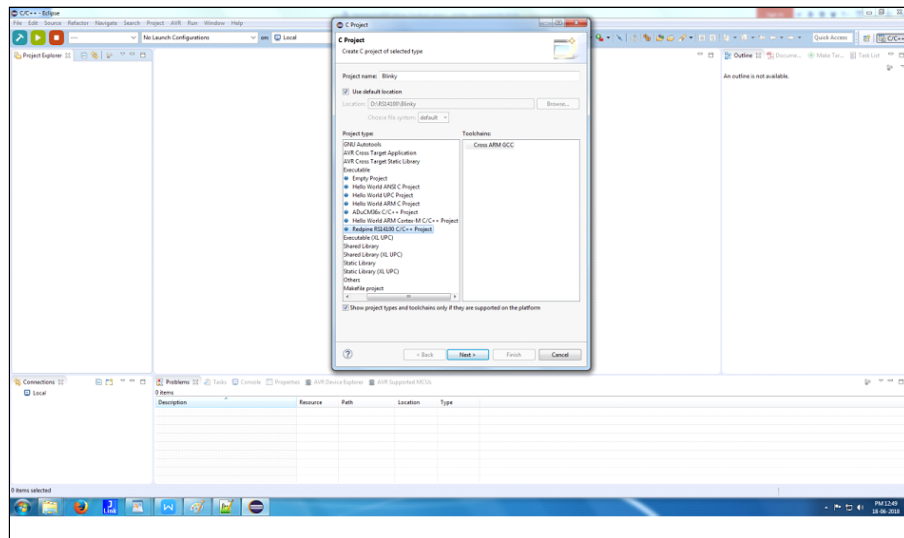 C/C++ - Eclipse
File Edit Source Refactor Navigate Search Project AVR Run Window Help
No Launch Configurations on: Local
Quick Access C/C++
Project Explorer
C Project
C Project
Create C project of selected type
Project name: Blinky
Use default location
Location: D:\RS14100\Blinky Browse...
Choose file system: default
Project type: Toolchains:
GNU Autotools Cross ARM GCC
AVR Cross Target Application
AVR Cross Target Static Library
Executable
Empty Project
Hello World ANSI C Project
Hello World UPC Project
Hello World ARM C Project
ADuCM36x C/C++ Project
Hello World ARM Cortex-M C/C++ Project
Redpine RS14100 C/C++ Project
Executable (XL UPC)
Shared Library
Shared Library (XL UPC)
Static Library
Static Library (XL UPC)
Others
Makefile project
Show project types and toolchains only if they are supported on the platform
< Back Next > Finish Cancel
Outline Docume... Make Tar... Task List
An outline is not available.
Connections
Local
Problems Tasks Console Properties AVR Device Explorer AVR Supported MCUs
0 items
Description Resource Path Location Type
0 items selected
Link
PM 12:49
18-06-2018